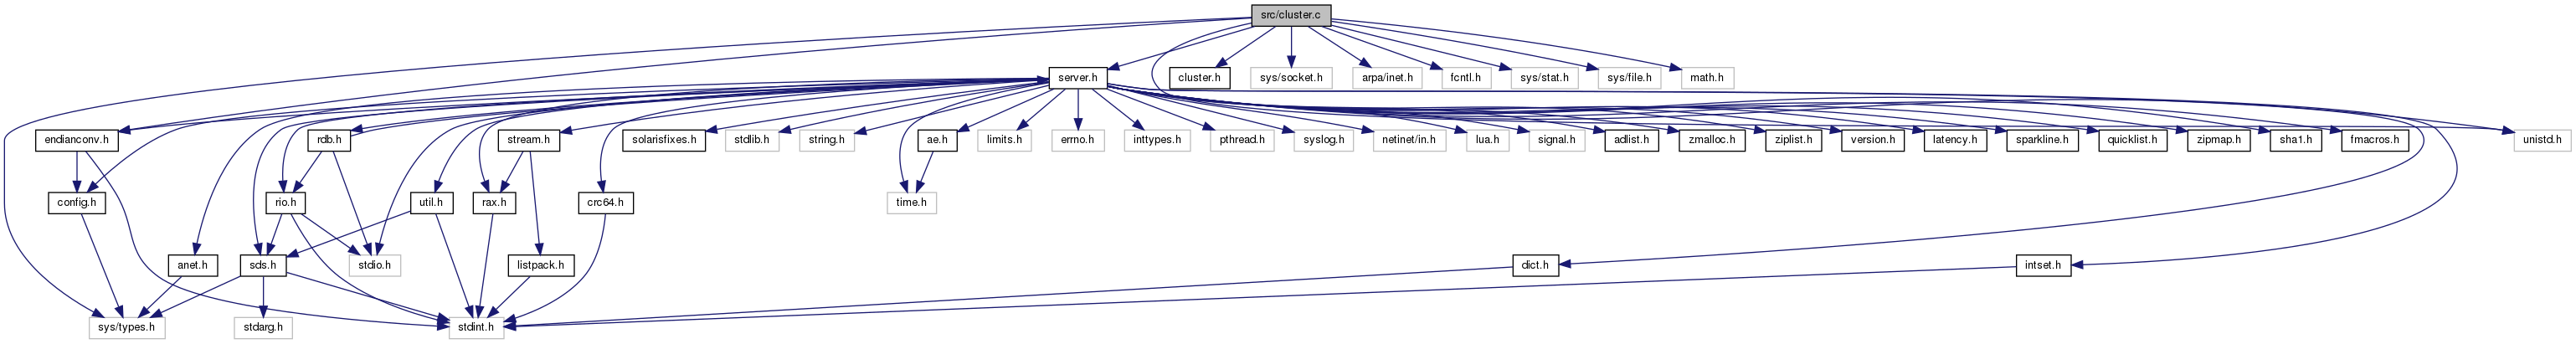 src/cluster.c
server.h
cluster.h
sys/socket.h
arpa/inet.h
fcntl.h
sys/stat.h
sys/file.h
math.h
endianconv.h
rdb.h
stream.h
solarisfixes.h
stdlib.h
string.h
ae.h
limits.h
errno.h
inttypes.h
pthread.h
syslog.h
netinet/in.h
lua.h
signal.h
adlist.h
zmalloc.h
ziplist.h
version.h
latency.h
sparkline.h
quicklist.h
zipmap.h
sha1.h
fmacros.h
unistd.h
config.h
rio.h
util.h
rax.h
crc64.h
time.h
anet.h
sds.h
stdio.h
listpack.h
dict.h
intset.h
sys/types.h
stdarg.h
stdint.h